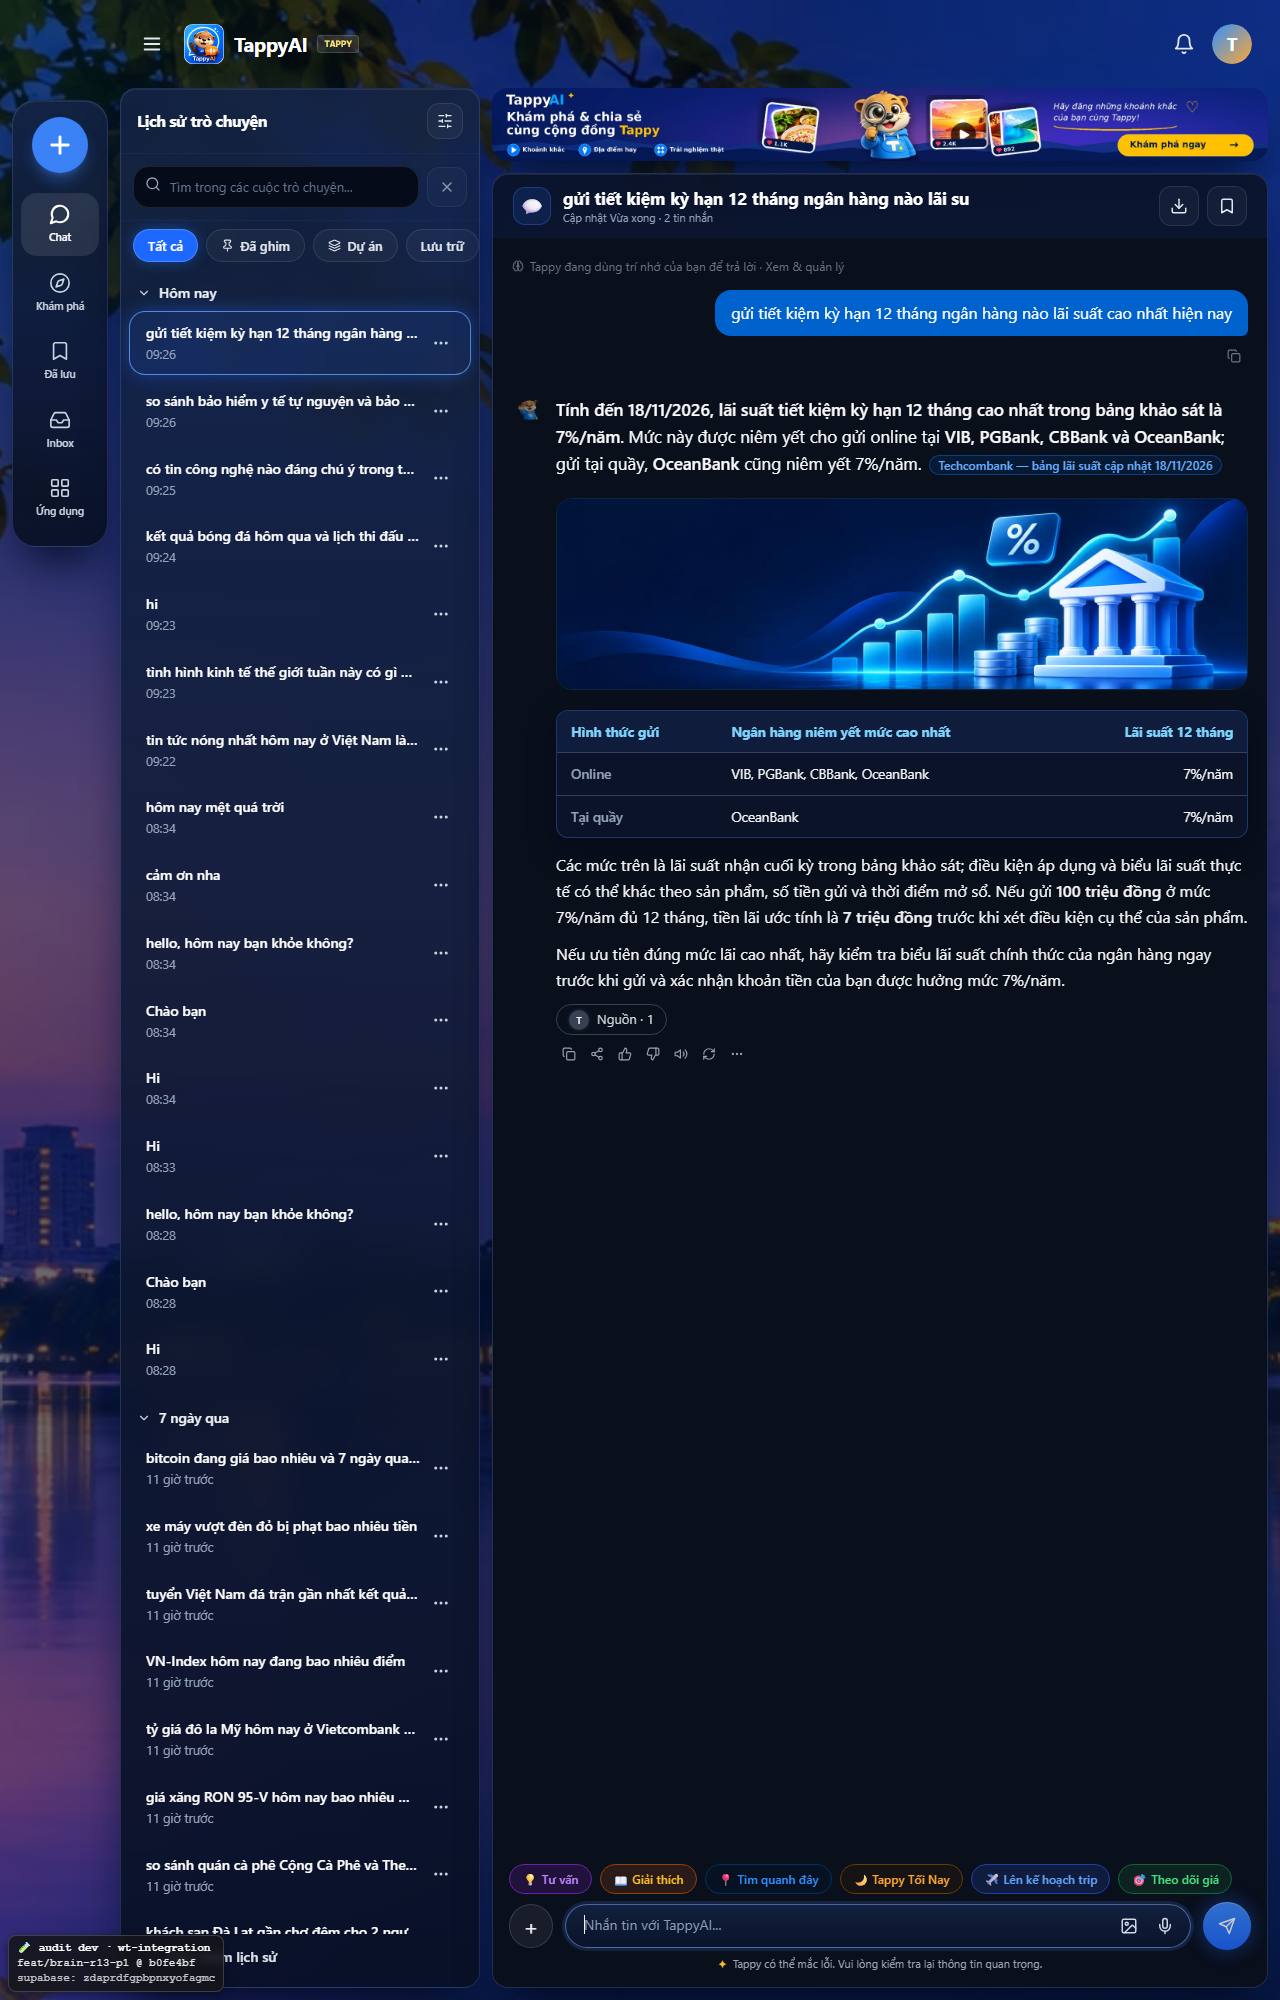 TappyAI TAPPY
T
Chat
Khám phá
Đã lưu
Inbox
Ứng dụng
Lịch sử trò chuyện
Tìm trong các cuộc trò chuyện...
Tất cả
Đã ghim
Dự án
Lưu trữ
Hôm nay
gửi tiết kiệm kỳ hạn 12 tháng ngân hàng ...
09:26
so sánh bảo hiểm y tế tự nguyện và bảo ...
09:26
có tin công nghệ nào đáng chú ý trong t...
09:25
kết quả bóng đá hôm qua và lịch thi đấu ...
09:24
hi
09:23
tình hình kinh tế thế giới tuần này có gì ...
09:23
tin tức nóng nhất hôm nay ở Việt Nam là...
09:22
hôm nay mệt quá trời
08:34
cảm ơn nha
08:34
hello, hôm nay bạn khỏe không?
08:34
Chào bạn
08:34
Hi
08:34
Hi
08:33
hello, hôm nay bạn khỏe không?
08:28
Chào bạn
08:28
Hi
08:28
7 ngày qua
bitcoin đang giá bao nhiêu và 7 ngày qua...
11 giờ trước
xe máy vượt đèn đỏ bị phạt bao nhiêu tiền
11 giờ trước
tuyển Việt Nam đá trận gần nhất kết quả...
11 giờ trước
VN-Index hôm nay đang bao nhiêu điểm
11 giờ trước
tỷ giá đô la Mỹ hôm nay ở Vietcombank ...
11 giờ trước
giá xăng RON 95-V hôm nay bao nhiêu ...
11 giờ trước
so sánh quán cà phê Cộng Cà Phê và The...
11 giờ trước
khách sạn Đà Lạt gần chợ đêm cho 2 ngư
lịch sử
audit dev · wt-integration
feat/brain-r13-p1 @ b0fe4bf
supabase: zdaprdfgpbpnxyofagmc
TappyAI
Khám phá & chia sẻ
cùng cộng đồng Tappy
Khoảnh khắc
Địa điểm hay
Trải nghiệm thật
1.1K
2.4K
892
Hãy đăng những khoảnh khắc
của bạn cùng Tappy!
Khám phá ngay →
gửi tiết kiệm kỳ hạn 12 tháng ngân hàng nào lãi su
Cập nhật Vừa xong · 2 tin nhắn
Tappy đang dùng trí nhớ của bạn để trả lời · Xem & quản lý
gửi tiết kiệm kỳ hạn 12 tháng ngân hàng nào lãi suất cao nhất hiện nay
Tính đến 18/11/2026, lãi suất tiết kiệm kỳ hạn 12 tháng cao nhất trong bảng khảo sát là
7%/năm. Mức này được niêm yết cho gửi online tại VIB, PGBank, CBBank và OceanBank;
gửi tại quầy, OceanBank cũng niêm yết 7%/năm. Techcombank — bảng lãi suất cập nhật 18/11/2026
%
Hình thức gửi Ngân hàng niêm yết mức cao nhất Lãi suất 12 tháng
Online VIB, PGBank, CBBank, OceanBank 7%/năm
Tại quầy OceanBank 7%/năm
Các mức trên là lãi suất nhận cuối kỳ trong bảng khảo sát; điều kiện áp dụng và biểu lãi suất thực
tế có thể khác theo sản phẩm, số tiền gửi và thời điểm mở sổ. Nếu gửi 100 triệu đồng ở mức
7%/năm đủ 12 tháng, tiền lãi ước tính là 7 triệu đồng trước khi xét điều kiện cụ thể của sản phẩm.
Nếu ưu tiên đúng mức lãi cao nhất, hãy kiểm tra biểu lãi suất chính thức của ngân hàng ngay
trước khi gửi và xác nhận khoản tiền của bạn được hưởng mức 7%/năm.
T Nguồn · 1
Tư vấn
Giải thích
Tìm quanh đây
Tappy Tối Nay
Lên kế hoạch trip
Theo dõi giá
Nhắn tin với TappyAI...
Tappy có thể mắc lỗi. Vui lòng kiểm tra lại thông tin quan trọng.